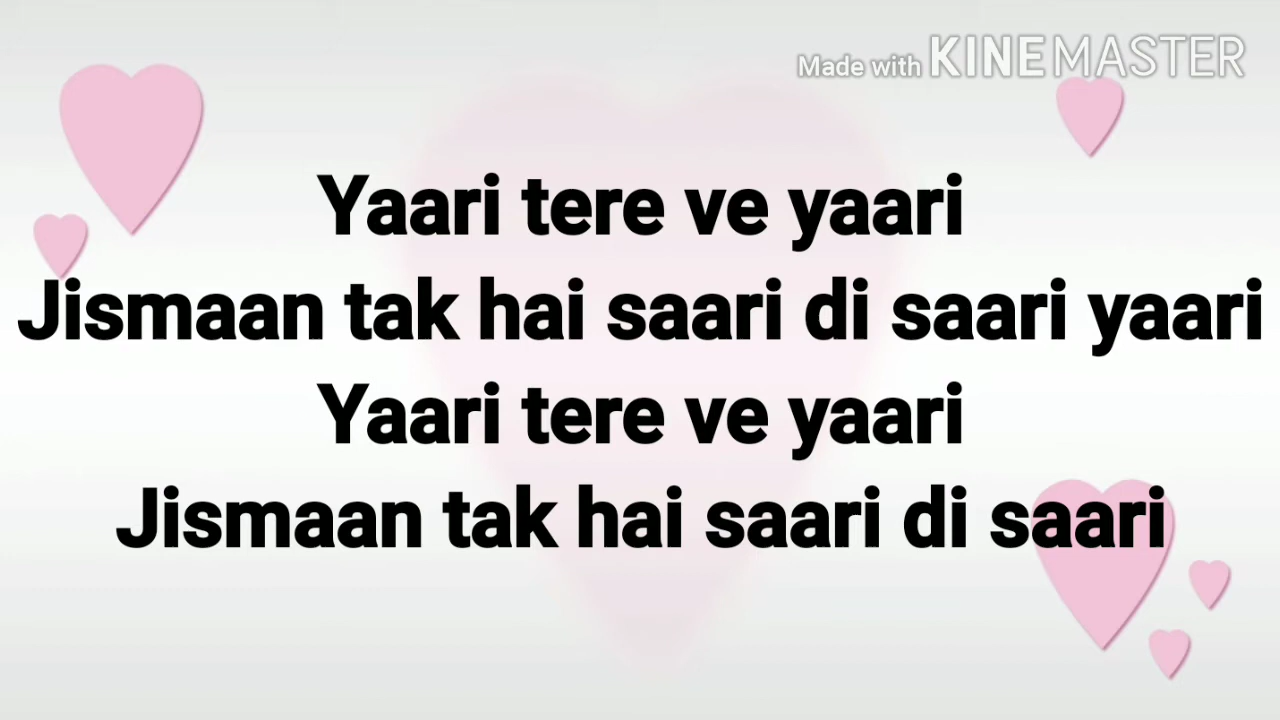 Made with KINEMASTER
Yaari tere ve yaari
Jismaan tak hai saari di saari yaari
Yaari tere ve yaari
Jismaan tak hai saari di saari